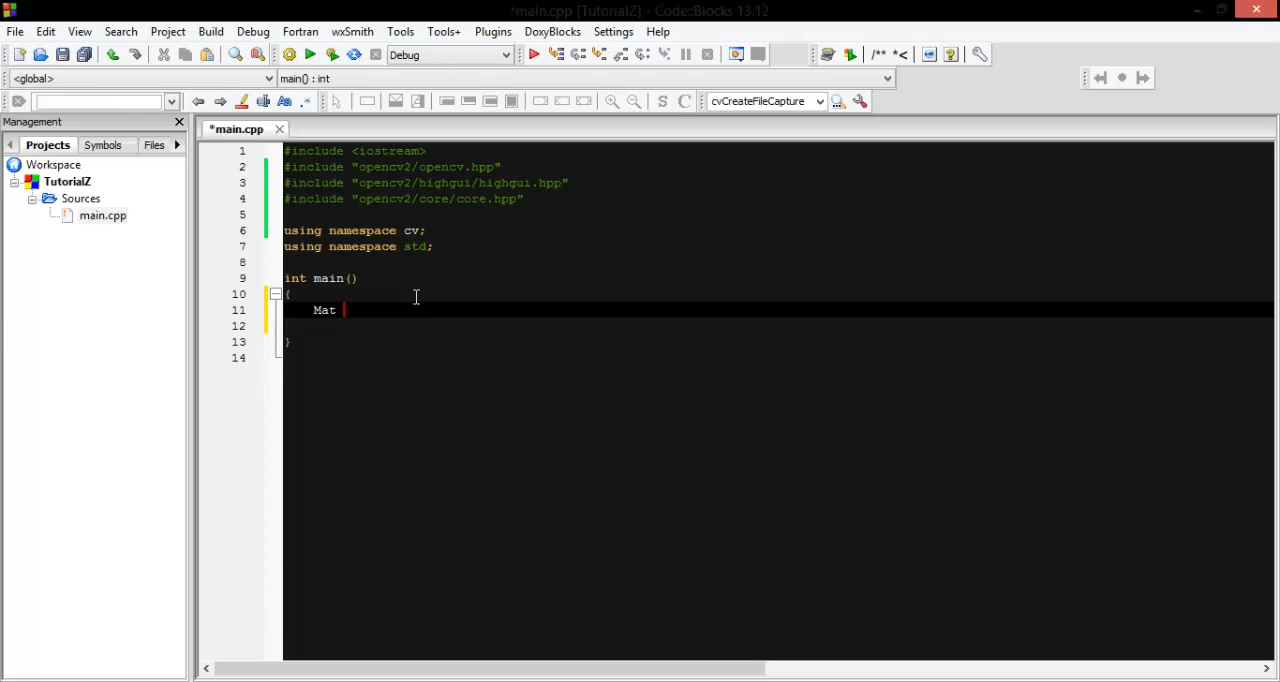 *main.cpp [TutorialZ] - Code::Blocks 13.12
File Edit View Search Project Build Debug Fortran wxSmith Tools Tools+ Plugins DoxyBlocks Settings Help
Debug /** *<
<global> main() : int
Aa .* S C cvCreateFileCapture
Management
Projects Symbols Files *main.cpp
Workspace
TutorialZ
Sources
main.cpp
1 #include <iostream>
2 #include "opencv2/opencv.hpp"
3 #include "opencv2/highgui/highgui.hpp"
4 #include "opencv2/core/core.hpp"
5
6 using namespace cv;
7 using namespace std;
8
9 int main()
10 {
11 Mat
12
13 }
14